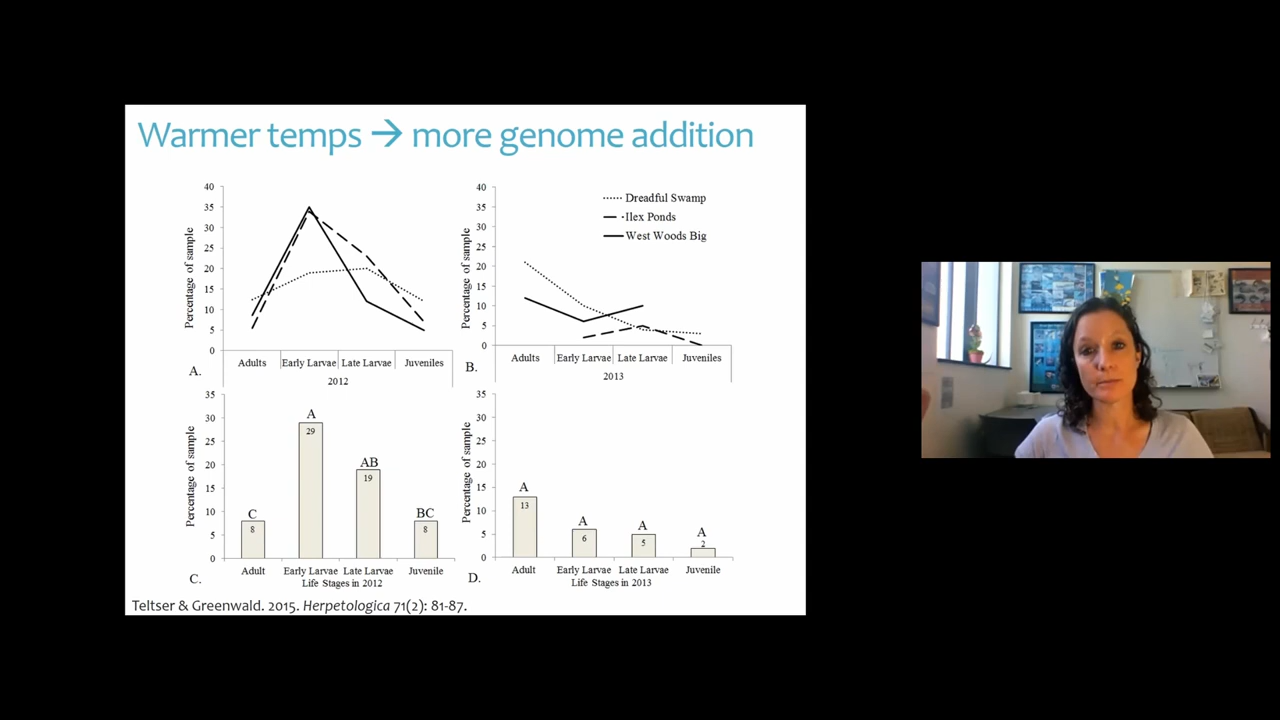 Warmer temps → more genome addition
40
35
30
25
20
15
10
5
0
Percentage of sample
Adults Early Larvae Late Larvae Juveniles
2012
A.
40
35
30
25
20
15
10
5
0
Percentage of sample
Dreadful Swamp
Ilex Ponds
West Woods Big
Adults Early Larvae Late Larvae Juveniles
2013
B.
35
30
25
20
15
10
5
0
Percentage of sample
C
8
A
29
AB
19
BC
8
Adult Early Larvae Late Larvae Juvenile
Life Stages in 2012
C.
35
30
25
20
15
10
5
0
Percentage of sample
A
13
A
6
A
5
A
2
Adult Early Larvae Late Larvae Juvenile
Life Stages in 2013
D.
Teltser & Greenwald. 2015. Herpetologica 71(2): 81-87.